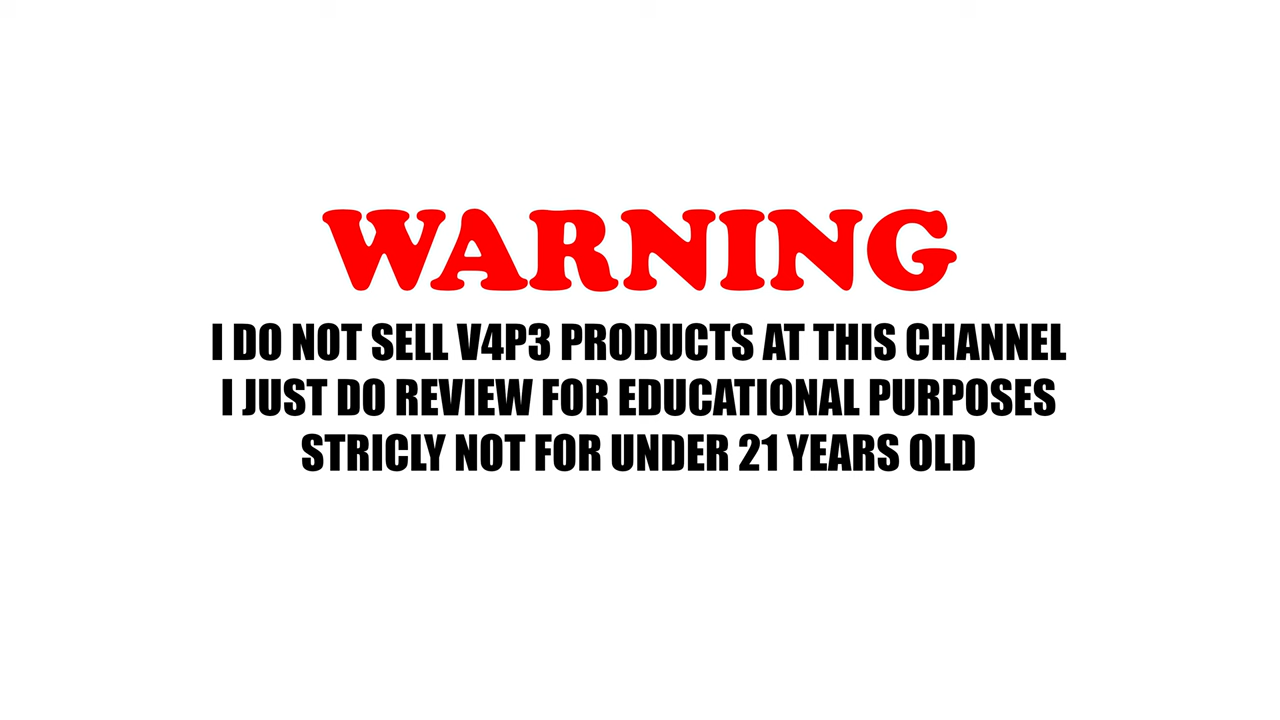 WARNING
I DO NOT SELL V4P3 PRODUCTS AT THIS CHANNEL
I JUST DO REVIEW FOR EDUCATIONAL PURPOSES
STRICLY NOT FOR UNDER 21 YEARS OLD